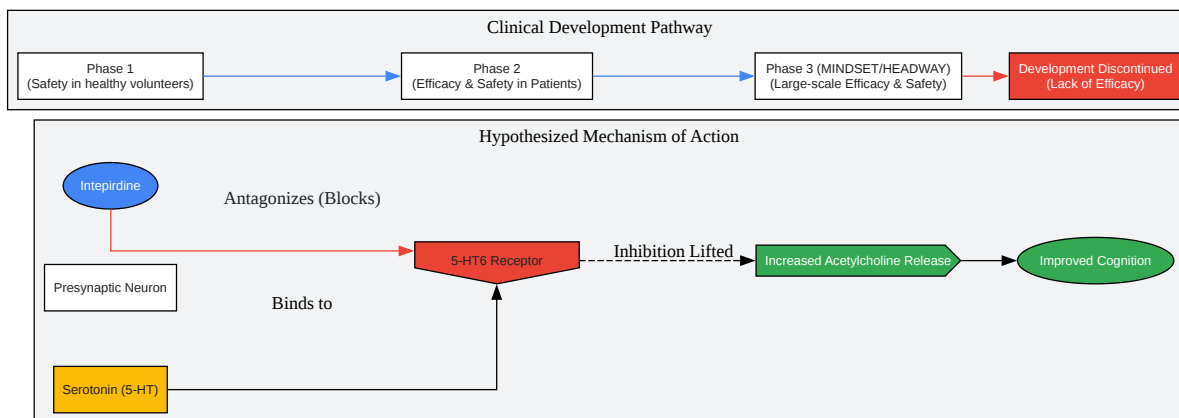 Clinical Development Pathway
Phase 1
(Safety in healthy volunteers)
Phase 2
(Efficacy & Safety in Patients)
Phase 3 (MINDSET/HEADWAY)
(Large-scale Efficacy & Safety)
Development Discontinued
(Lack of Efficacy)
Hypothesized Mechanism of Action
Intepirdine
Antagonizes (Blocks)
5-HT6 Receptor
Inhibition Lifted
Increased Acetylcholine Release
Improved Cognition
Presynaptic Neuron
Binds to
Serotonin (5-HT)